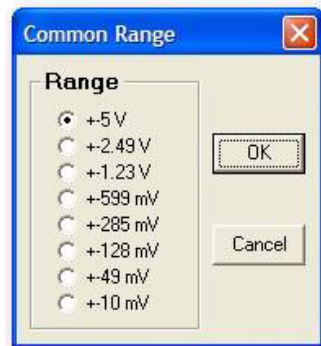 Common Range
Range
+-5 V
+-2.49 V
+-1.23 V
+-599 mV
+-285 mV
+-128 mV
+-49 mV
+-10 mV
OK
Cancel